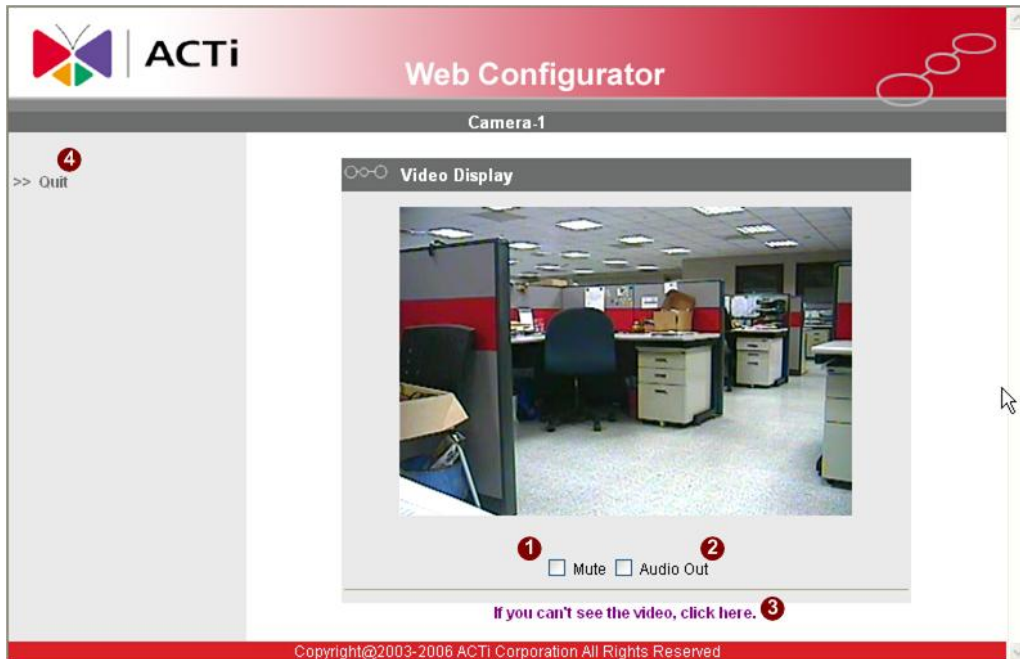 ACTi
Web Configurator
Camera-1
4
>> Quit
Video Display
1 Mute Audio Out 2
If you can't see the video, click here. 3
Copyright@2003-2006 ACTi Corporation All Rights Reserved